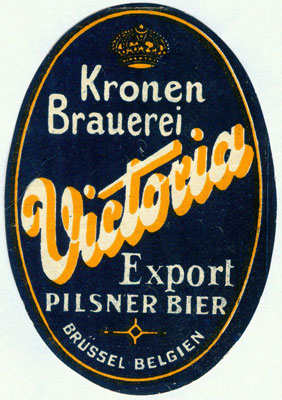 Kronen
Brauerei
Victoria
Export
PILSNER BIER
BRÜSSEL BELGIEN